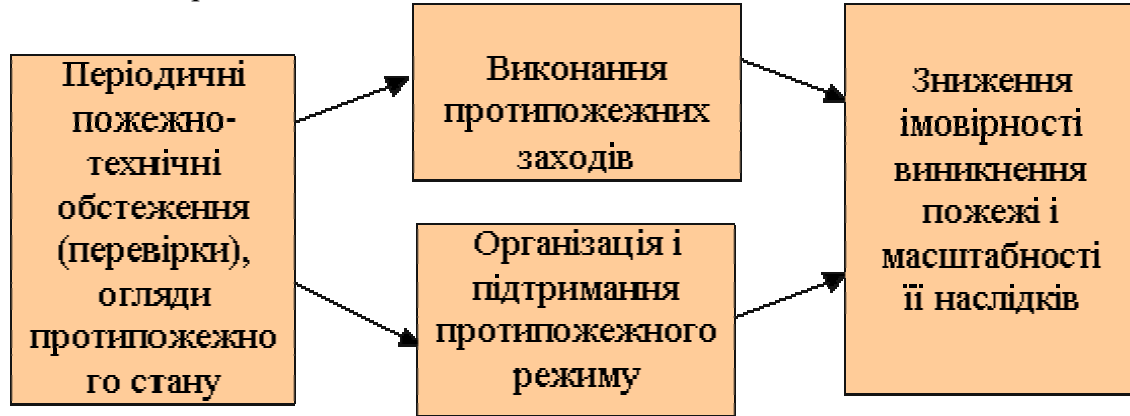 Періодичні
пожежно-
технічні
обстеження
(перевірки),
огляди
протипожежно
го стану
Виконання
протипожежних
заходів
Організація і
підтримання
протипожежного
режиму
Зниження
імовірності
виникнення
пожежі і
масштабності
її наслідків